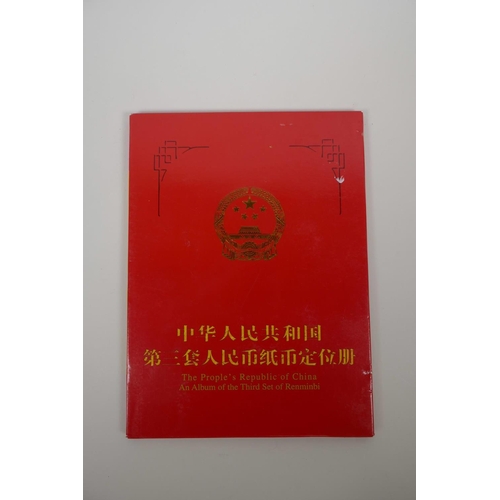 中华人民共和国
第三套人民币纸币定位册
The Prople's Republic of China
An Album of the Third Set of Renminbi